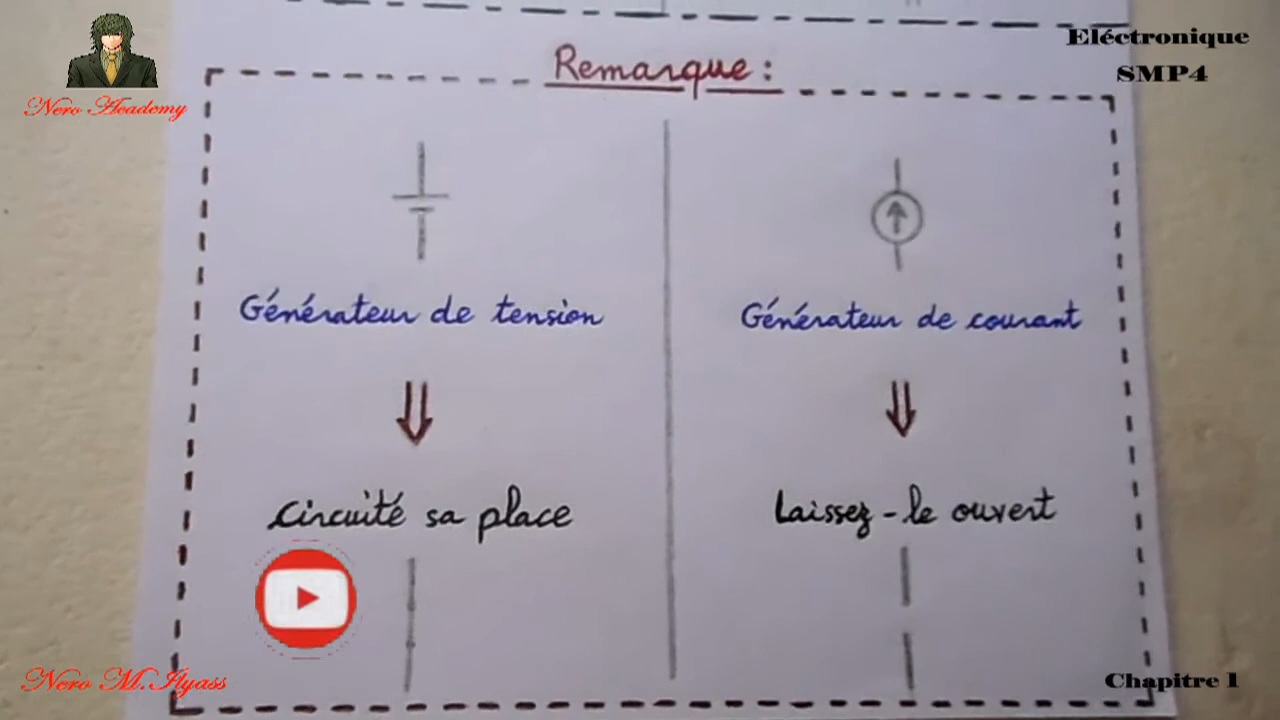 Eléctronique
SMP4
Nero Academy
Remarque :
Générateur de tension
Générateur de courant
Circuité sa place
Laissez-le ouvert
Nero M.Ilyass
Chapitre 1